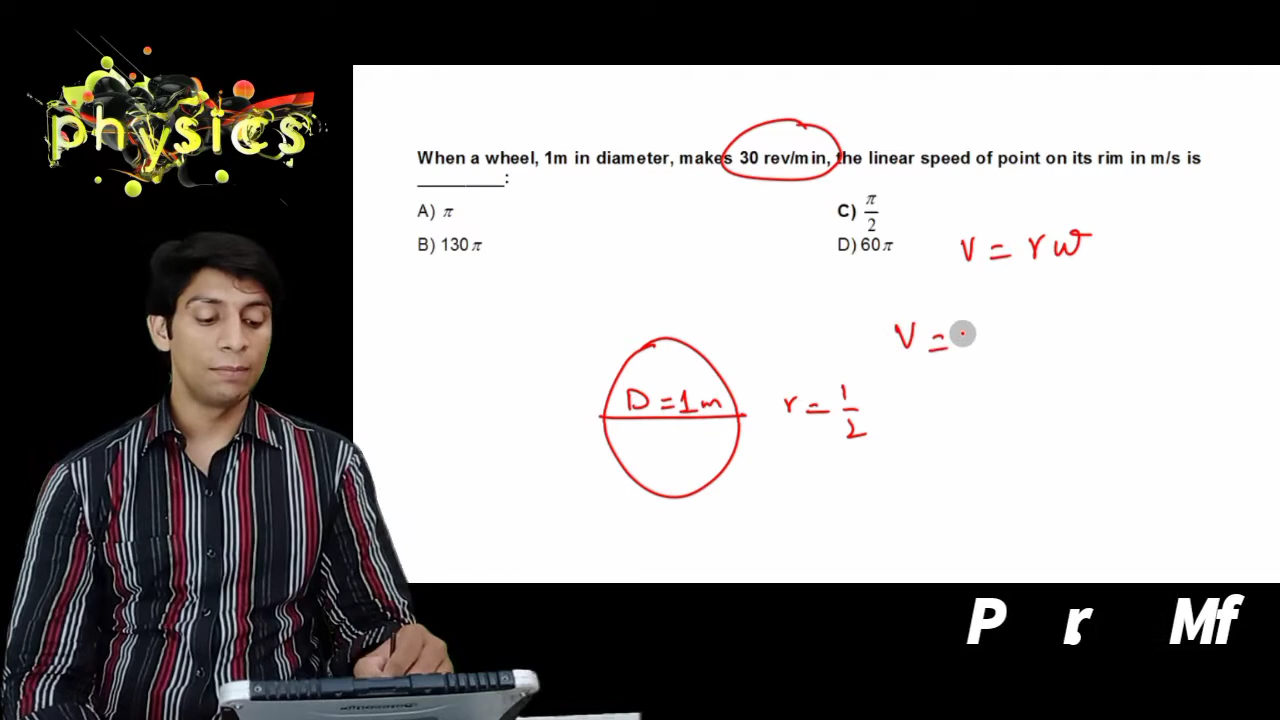 physics
When a wheel, 1m in diameter, makes 30 rev/min, the linear speed of point on its rim in m/s is
_________:
A) π
C) π/2
B) 130π
D) 60π
v = rω
v =
D = 1m
r = 1/2
P r. Mf